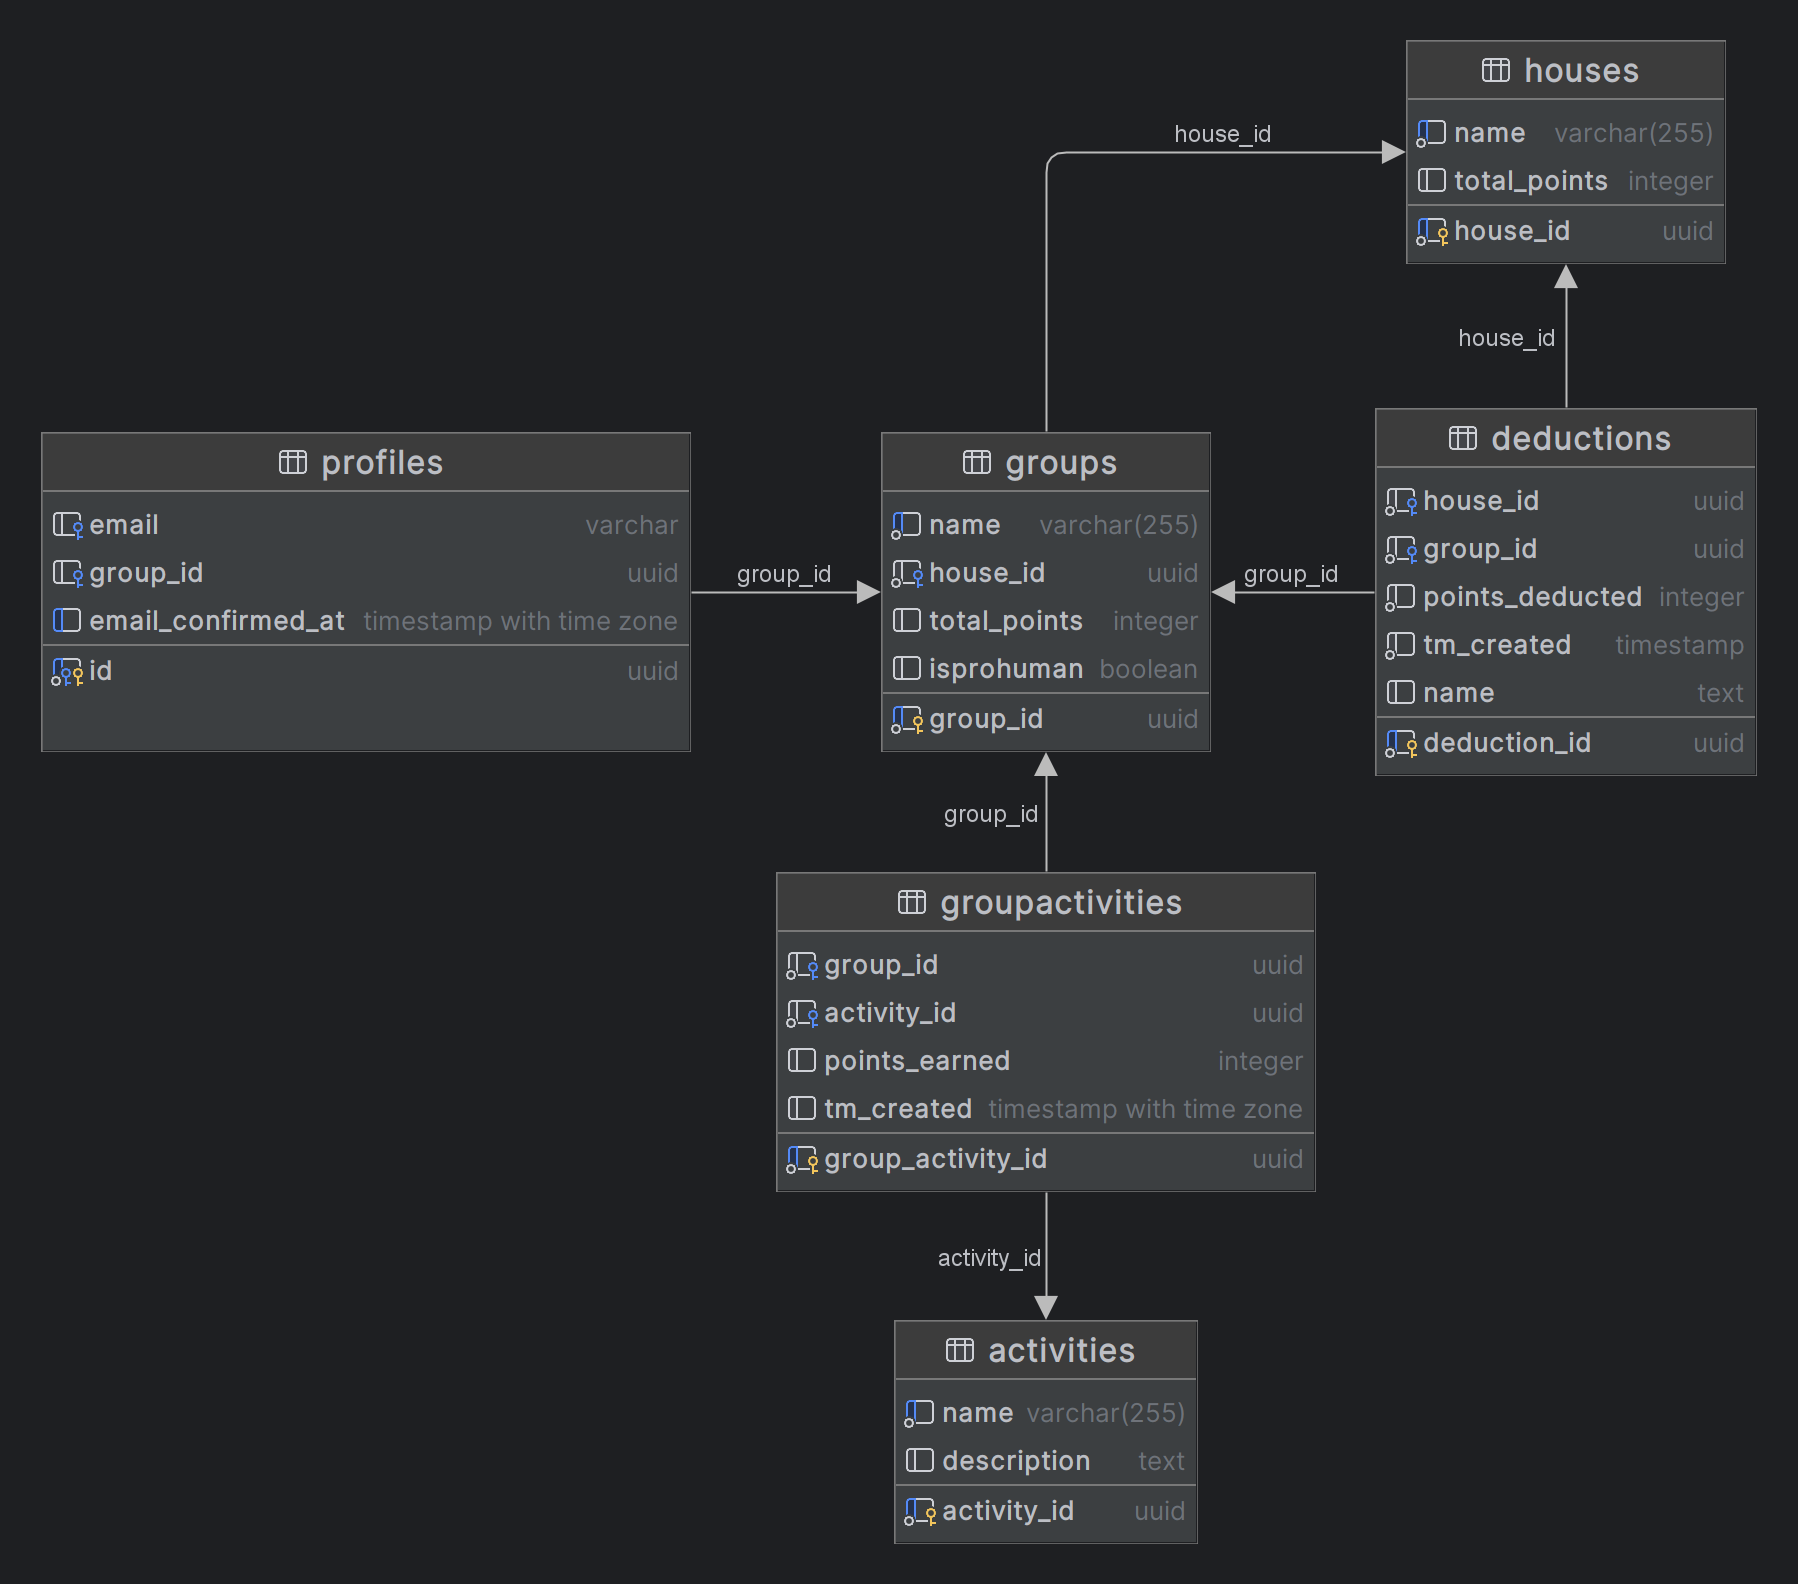 houses
name varchar(255)
total_points integer
house_id uuid
house_id
house_id
profiles
email varchar
group_id uuid
email_confirmed_at timestamp with time zone
id uuid
group_id
groups
name varchar(255)
house_id uuid
total_points integer
isprohuman boolean
group_id uuid
group_id
deductions
house_id uuid
group_id uuid
points_deducted integer
tm_created timestamp
name text
deduction_id uuid
group_id
groupactivities
group_id uuid
activity_id uuid
points_earned integer
tm_created timestamp with time zone
group_activity_id uuid
activity_id
activities
name varchar(255)
description text
activity_id uuid